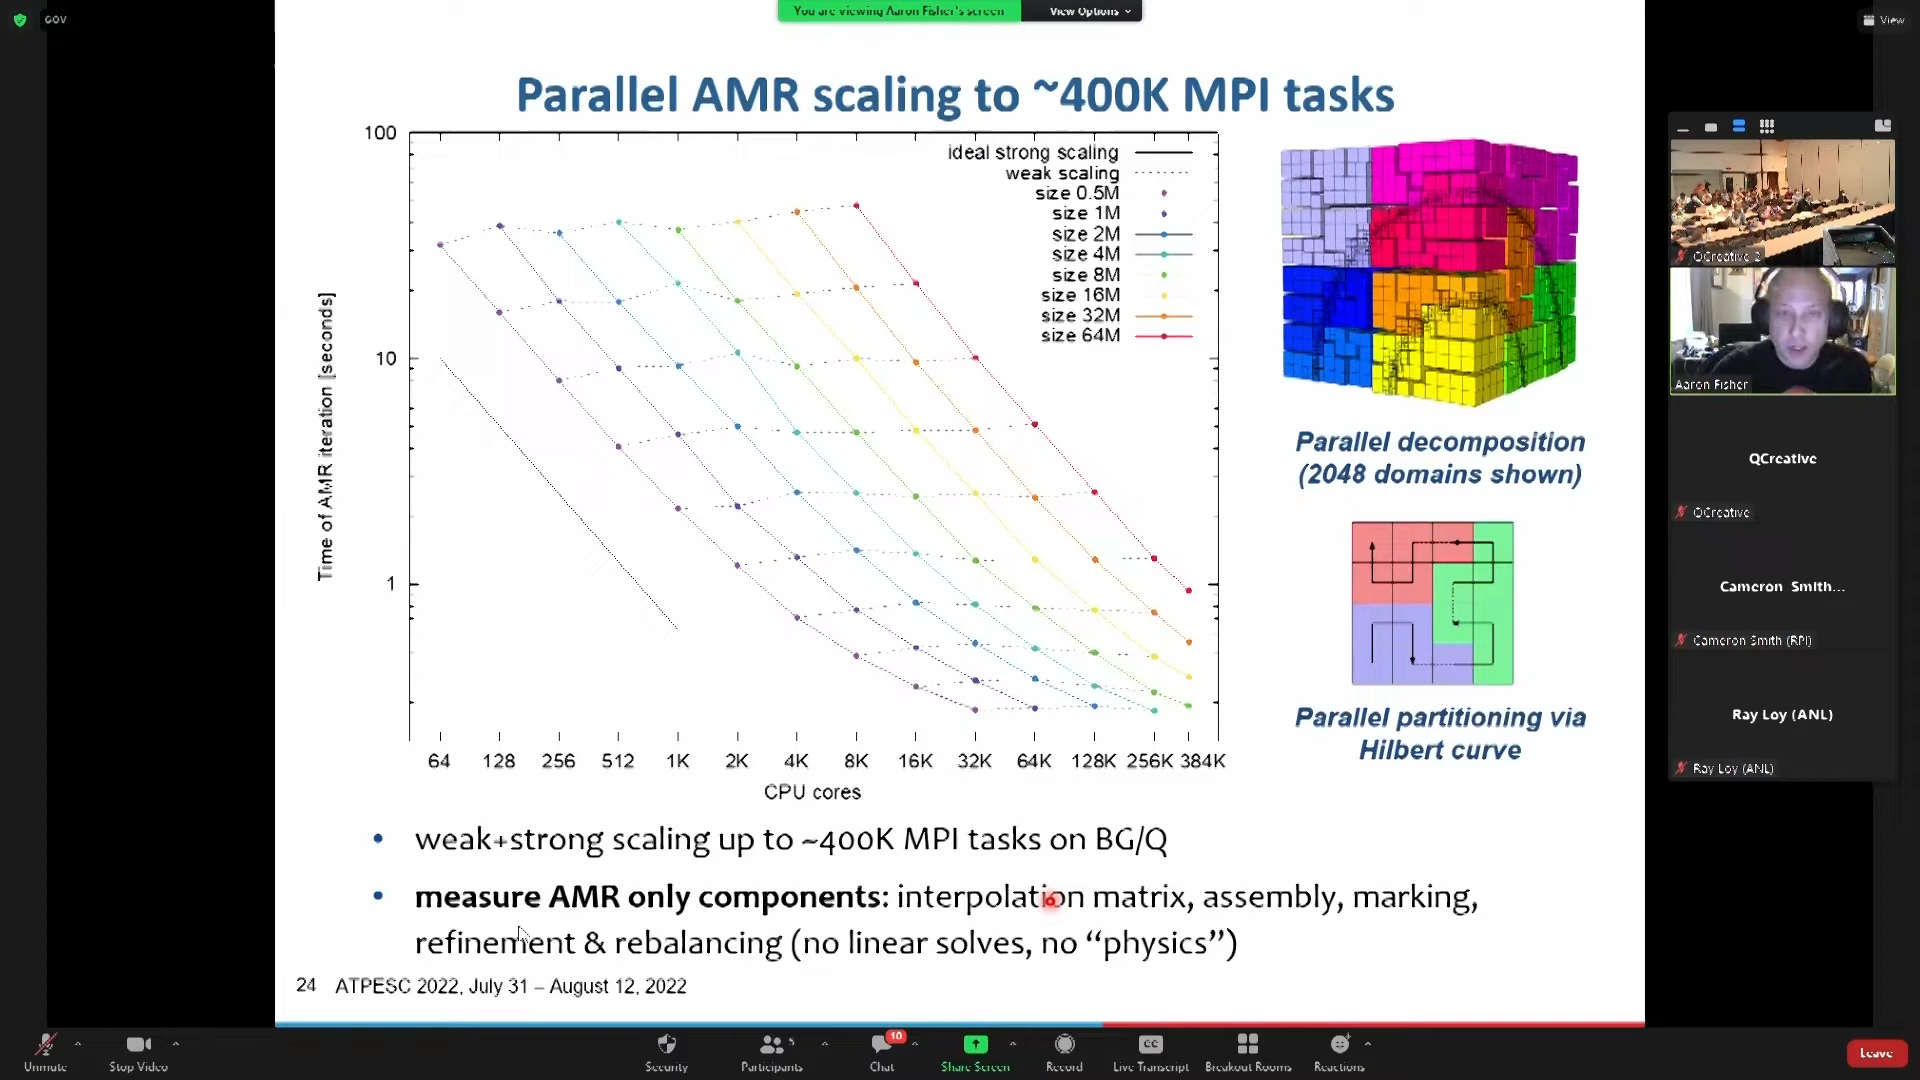 GOV
You are viewing Aaron Fisher's screen
View Options
View
Parallel AMR scaling to ~400K MPI tasks
100
10
1
Time of AMR iteration [seconds]
ideal strong scaling
weak scaling
size 0.5M
size 1M
size 2M
size 4M
size 8M
size 16M
size 32M
size 64M
64 128 256 512 1K 2K 4K 8K 16K 32K 64K 128K 256K 384K
CPU cores
Parallel decomposition
(2048 domains shown)
Parallel partitioning via
Hilbert curve
• weak+strong scaling up to ~400K MPI tasks on BG/Q
• measure AMR only components: interpolation matrix, assembly, marking,
refinement & rebalancing (no linear solves, no “physics”)
24 ATPESC 2022, July 31 – August 12, 2022
QCreative 2
Aaron Fisher
QCreative
QCreative
Cameron Smith...
Cameron Smith (RPI)
Ray Loy (ANL)
Ray Loy (ANL)
Unmute
Stop Video
Security
Participants
10
Chat
Share Screen
Record
CC
Live Transcript
Breakout Rooms
Reactions
Leave